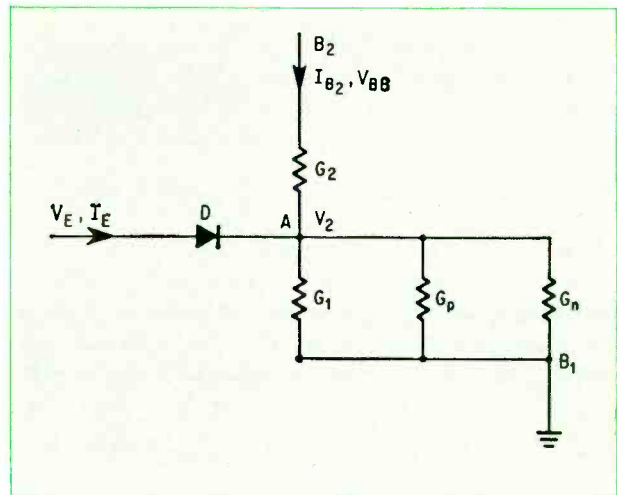 B2
IB2, VBB
G2
VE, IE
D
A
V2
G1
Gp
Gn
B1